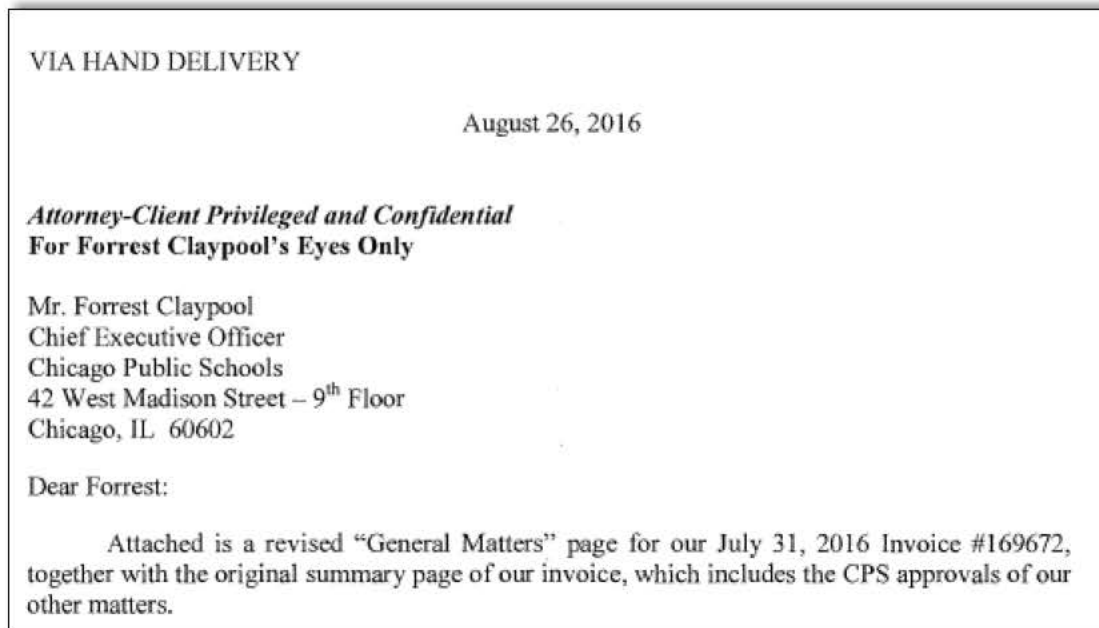 VIA HAND DELIVERY
August 26, 2016
Attorney-Client Privileged and Confidential
For Forrest Claypool's Eyes Only
Mr. Forrest Claypool
Chief Executive Officer
Chicago Public Schools
42 West Madison Street – 9th Floor
Chicago, IL 60602
Dear Forrest:
Attached is a revised “General Matters” page for our July 31, 2016 Invoice #169672,
together with the original summary page of our invoice, which includes the CPS approvals of our
other matters.